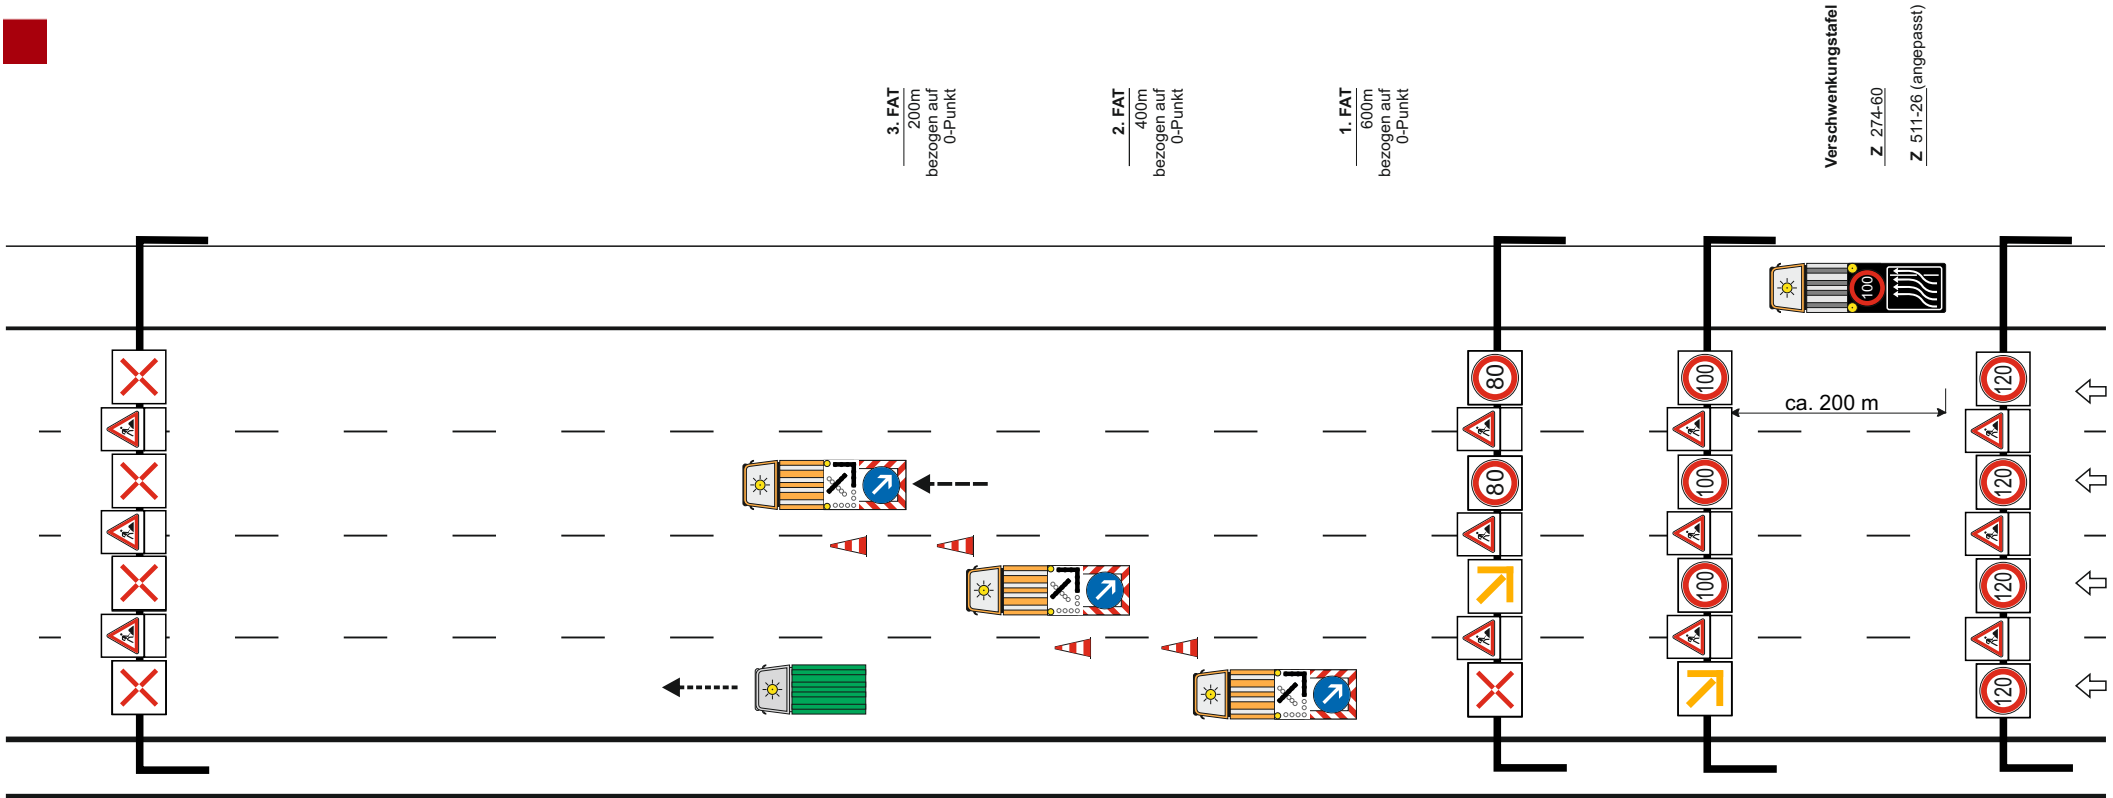 3. FAT
200m
bezogen auf
0-Punkt
2. FAT
400m
bezogen auf
0-Punkt
1. FAT
600m
bezogen auf
0-Punkt
Verschwenkungstafel
Z 274-60
Z 511-26 (angepasst)
100
80
100
120
ca. 200 m
80
100
120
100
120
120